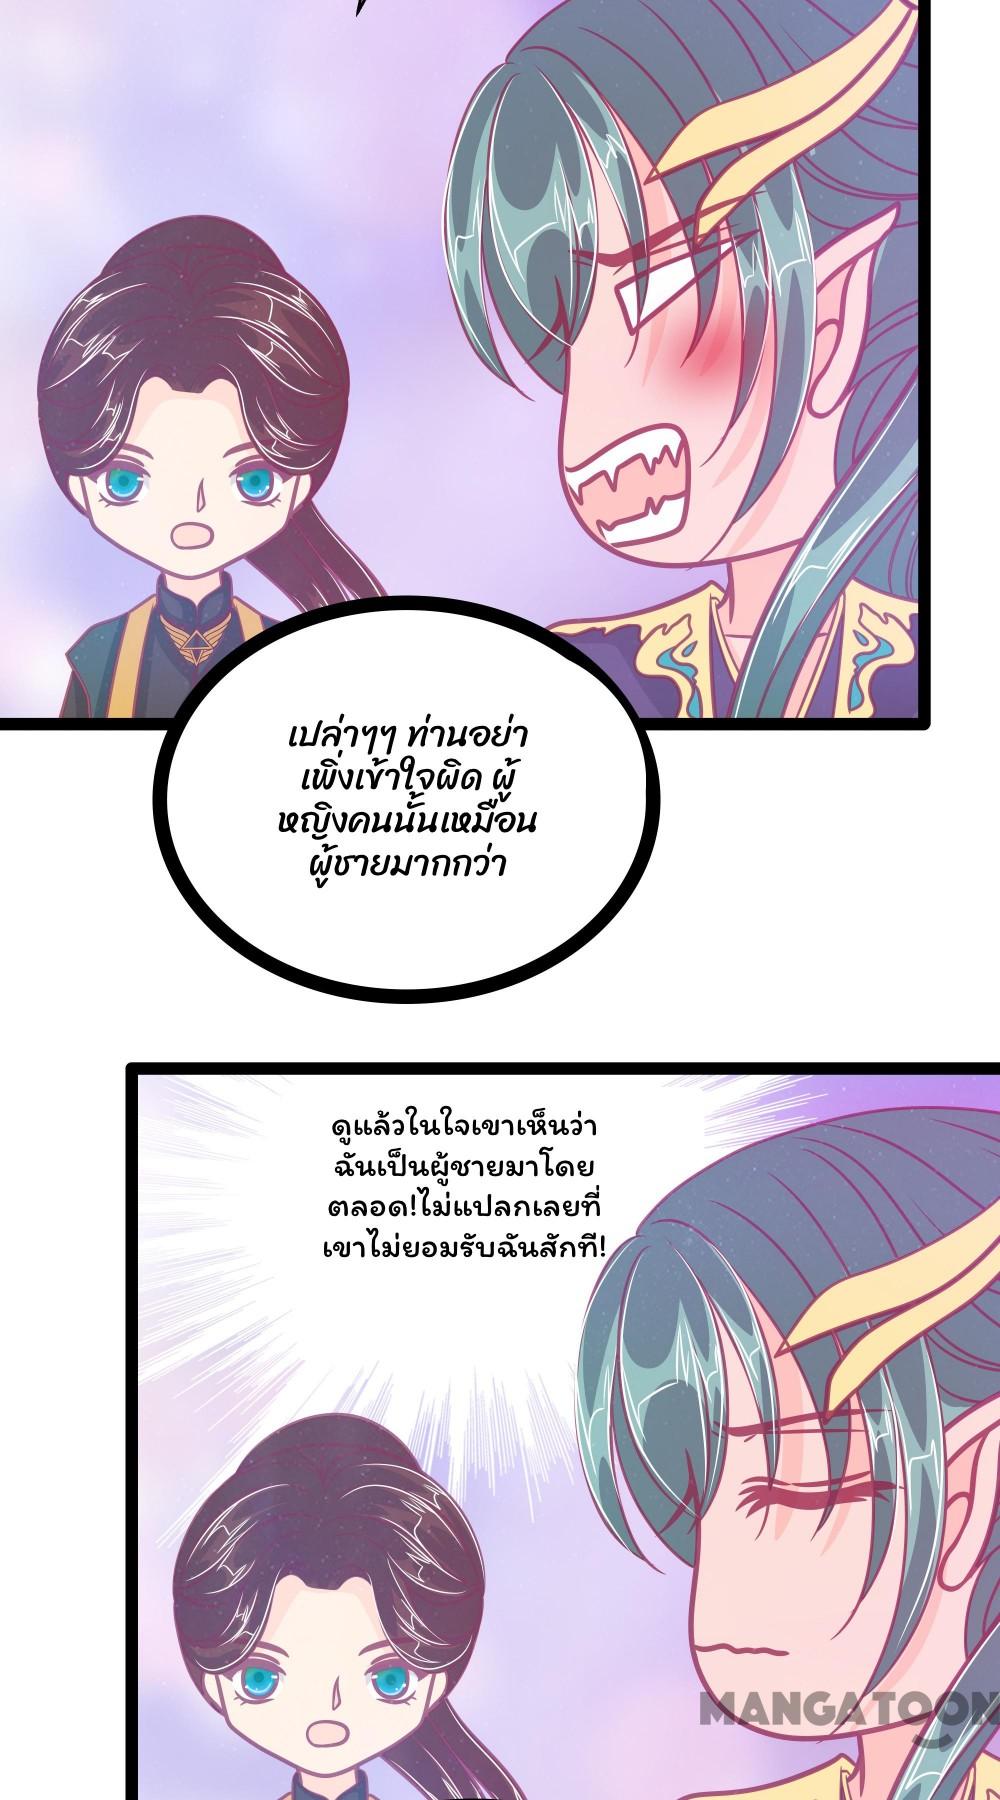 เปล่าๆๆ ท่านอย่า
เพิ่งเข้าใจผิด ผู้
หญิงคนนั้นเหมือน
ผู้ชายมากกว่า
ดูแล้วในใจเขาเห็นว่า
ฉันเป็นผู้ชายมาโดย
ตลอด!ไม่แปลกเลยที่
เขาไม่ยอมรับฉันสักที!
MANGATOON